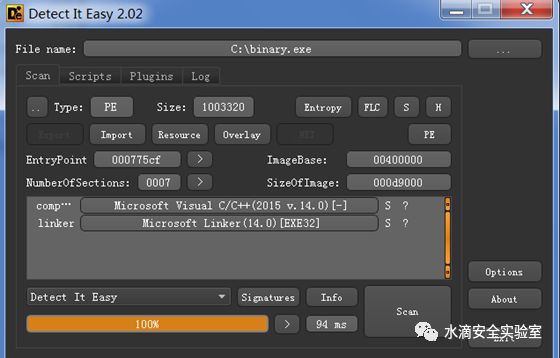 Detect It Easy 2.02
File name: C:\binary.exe ...
Scan Scripts Plugins Log
.. Type: PE Size: 1003320 Entropy FLC S H
Export Import Resource Overlay .NET PE
EntryPoint 000775cf > ImageBase: 00400000
NumberOfSections: 0007 > SizeOfImage: 000d9000
comp⋯ Microsoft Visual C/C++(2015 v.14.0)[-] S ?
linker Microsoft Linker(14.0)[EXE32] S ?
Options
Detect It Easy Signatures Info Scan About
100% > 94 ms 水滴安全实验室
Exit